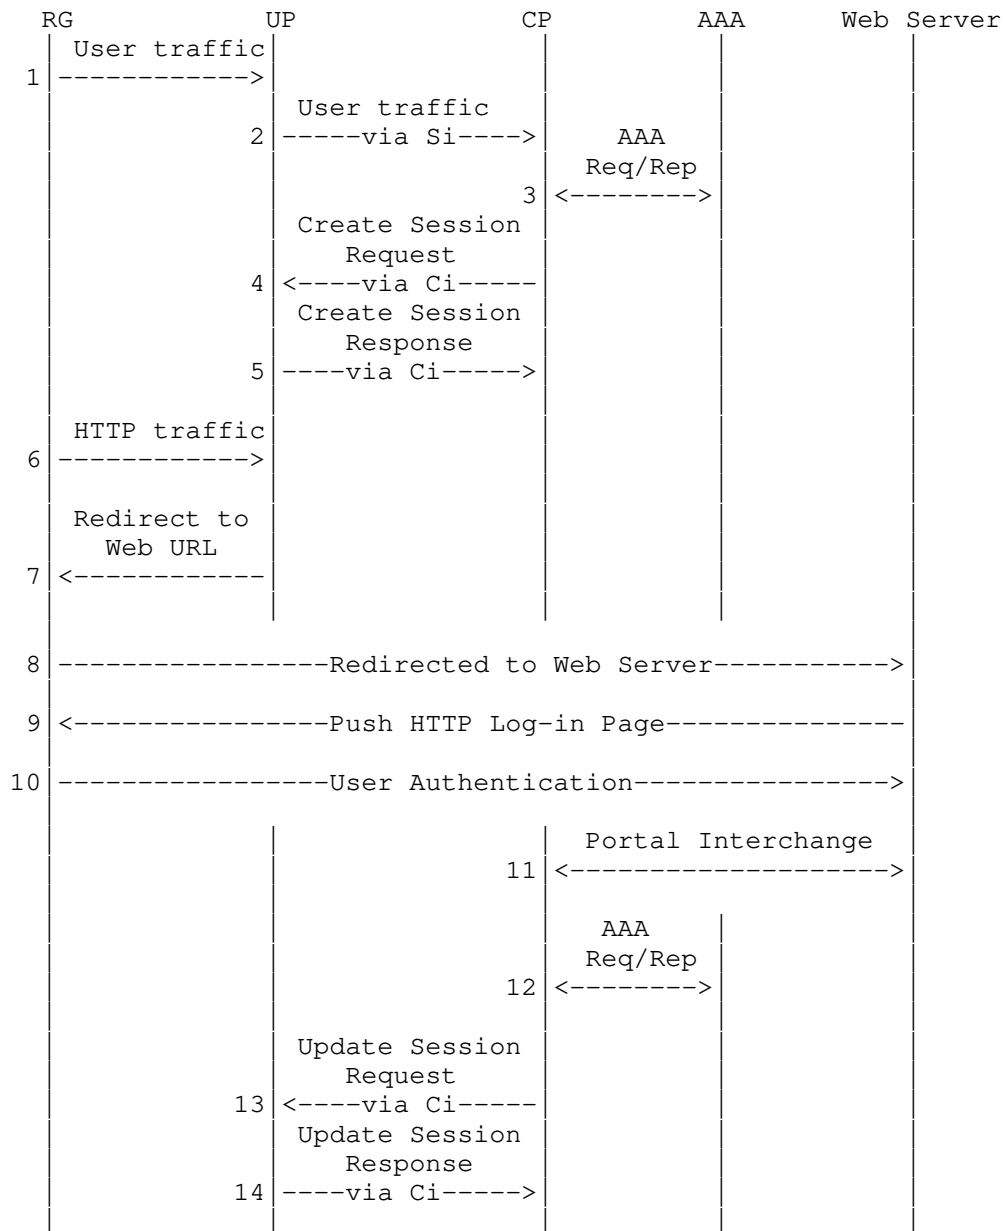 RG UP CP AAA Web Server
User traffic
1 ------------>
User traffic
2 -----via Si----> AAA
Req/Rep
3 <-------->
Create Session
Request
4 <----via Ci-----
Create Session
Response
5 ----via Ci----->
HTTP traffic
6 ------------>
Redirect to
Web URL
7 <------------
8 -----------------Redirected to Web Server----------->
9 <----------------Push HTTP Log-in Page---------------
10 -----------------User Authentication---------------->
Portal Interchange
11 <-------------------->
AAA
Req/Rep
12 <-------->
Update Session
Request
13 <----via Ci-----
Update Session
Response
14 ----via Ci----->